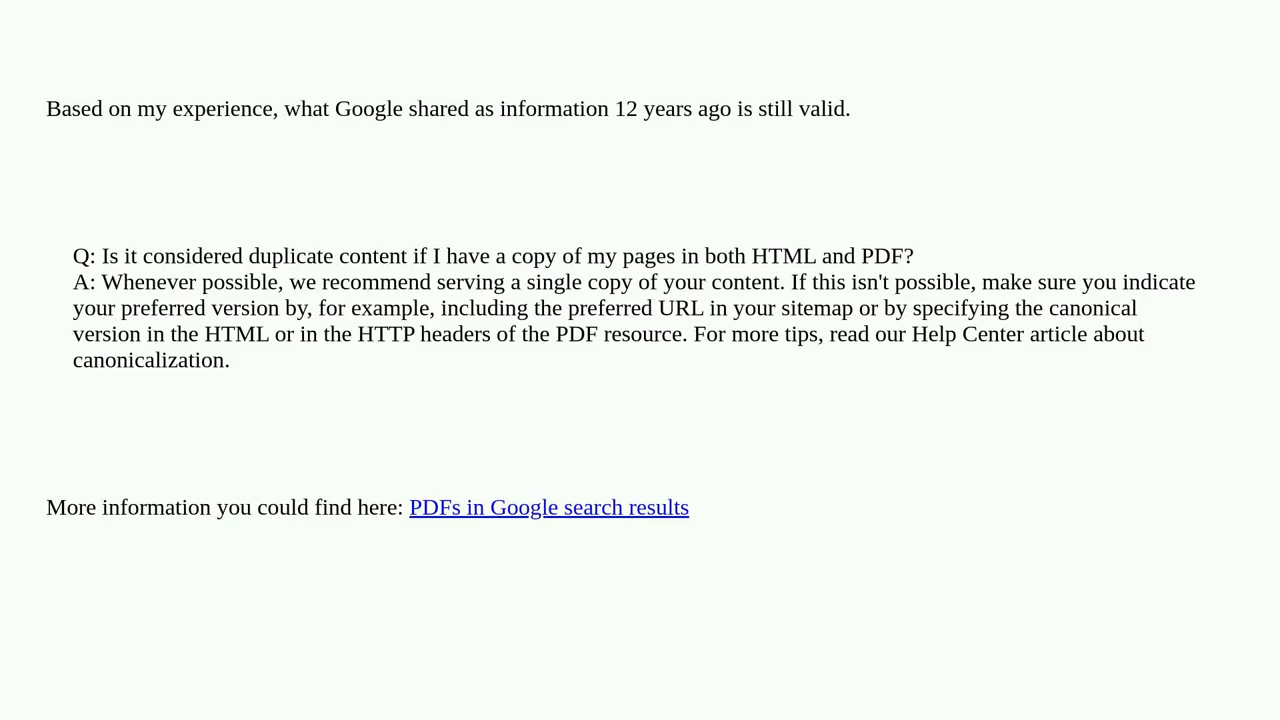 Based on my experience, what Google shared as information 12 years ago is still valid.
Q: Is it considered duplicate content if I have a copy of my pages in both HTML and PDF?
A: Whenever possible, we recommend serving a single copy of your content. If this isn't possible, make sure you indicate
your preferred version by, for example, including the preferred URL in your sitemap or by specifying the canonical
version in the HTML or in the HTTP headers of the PDF resource. For more tips, read our Help Center article about
canonicalization.
More information you could find here: PDFs in Google search results